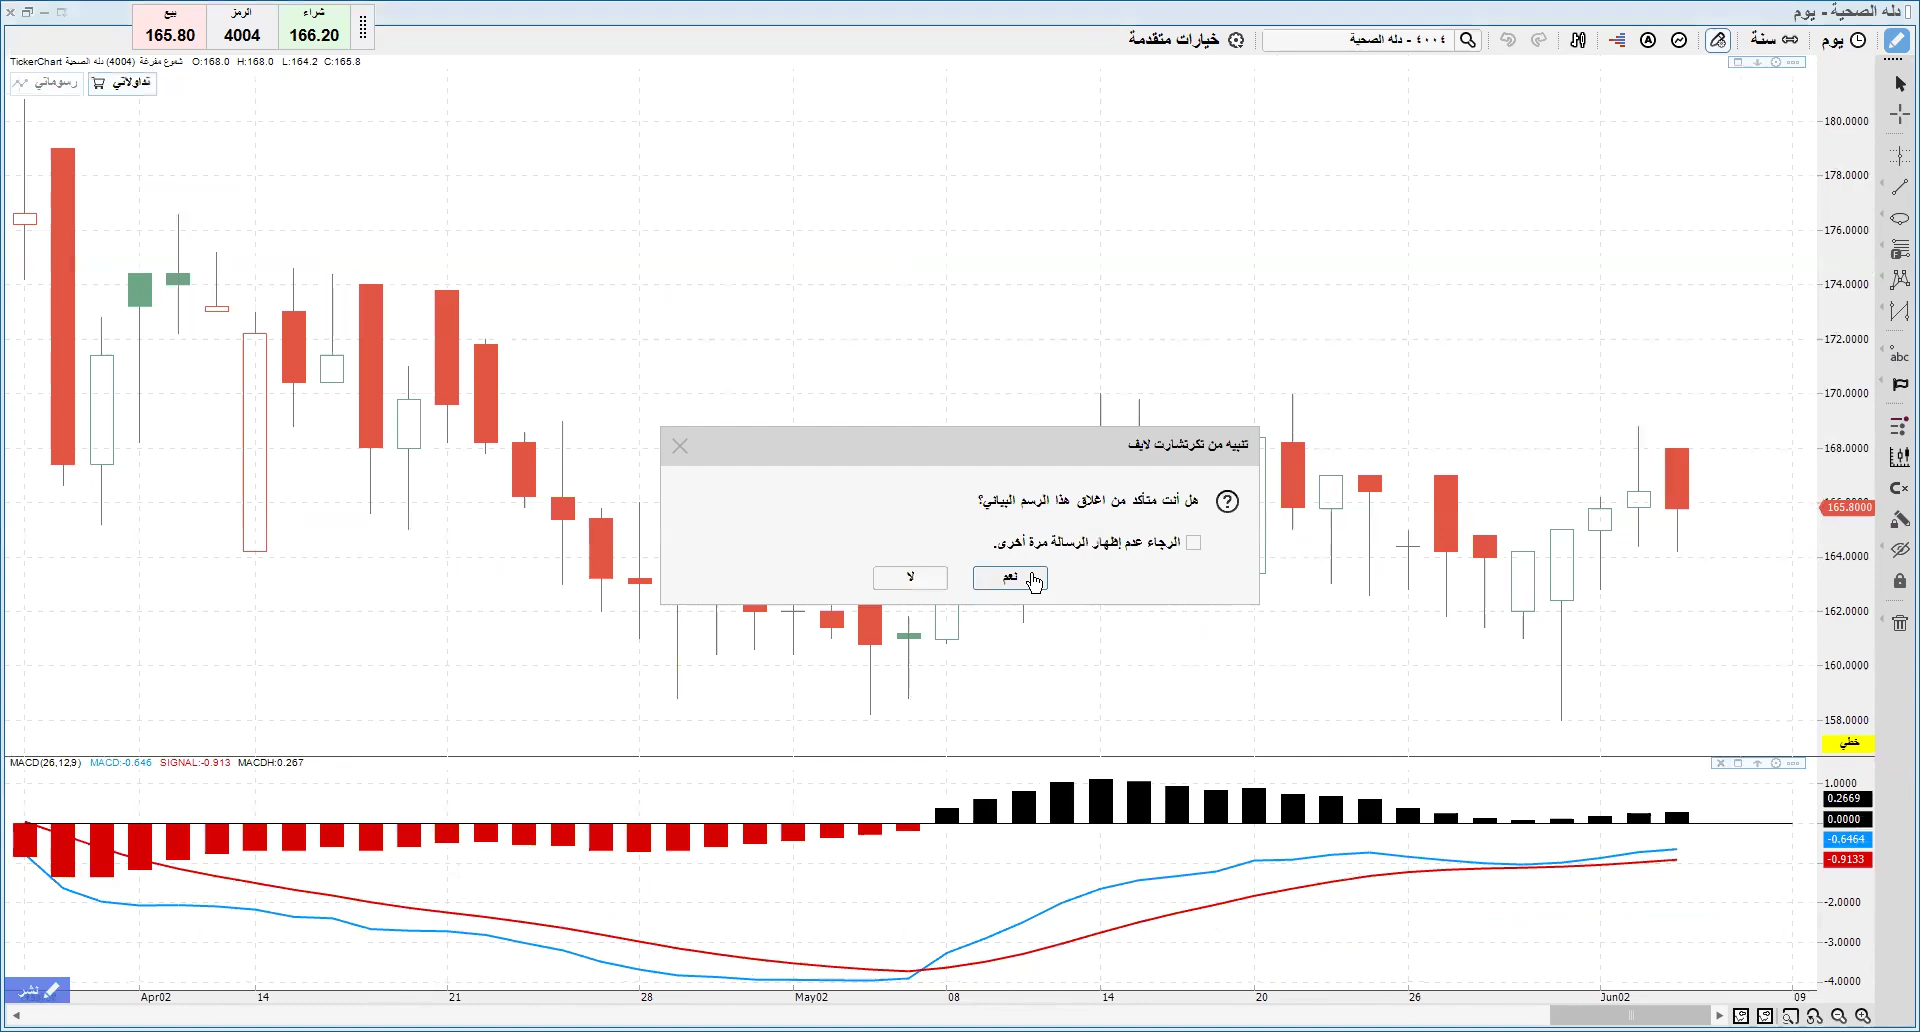 دله الصحية - يوم
بيع
165.80
الرمز
4004
شراء
166.20
يوم
سنة
٤٠٠٤ - دله الصحية
خيارات متقدمة
TickerChart شموع مفرغة (4004) دله الصحية O:168.0 H:168.0 L:164.2 C:165.8
رسوماتي
تداولاتي
180.0000
178.0000
176.0000
174.0000
172.0000
170.0000
168.0000
165.8000
164.0000
162.0000
160.0000
158.0000
خطي
abc
تنبيه من تكرتشارت لايف
هل أنت متأكد من اغلاق هذا الرسم البياني؟
الرجاء عدم إظهار الرسالة مرة أخرى.
نعم
لا
MACD(26,12,9) MACD:-0.646 SIGNAL:-0.913 MACDH:0.267
1.0000
0.2669
0.0000
-0.6464
-0.9133
-2.0000
-3.0000
-4.0000
نشر
Apr02 14 21 28 May02 08 14 20 26 Jun02 09